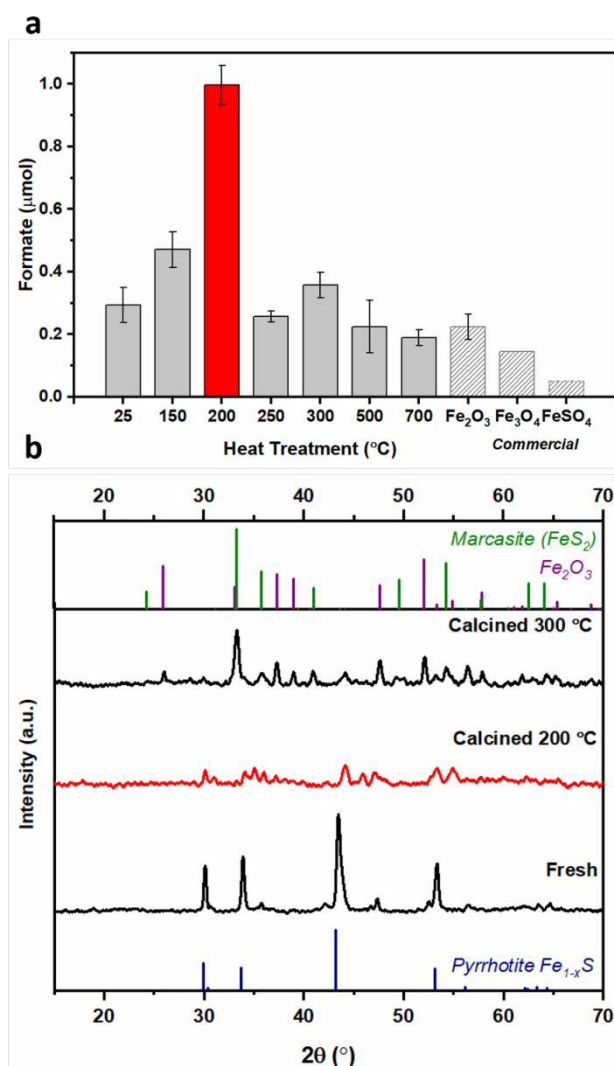 a
Formate (μmol)
1.0
0.8
0.6
0.4
0.2
0.0
25 150 200 250 300 500 700 Fe₂O₃ Fe₃O₄ FeSO₄
Heat Treatment (°C)
Commercial
b
20 30 40 50 60 70
Marcasite (FeS₂)
Fe₂O₃
Calcined 300 °C
Calcined 200 °C
Fresh
Pyrrhotite Fe₁₋ₓS
Intensity (a.u.)
20 30 40 50 60 70
2θ (°)